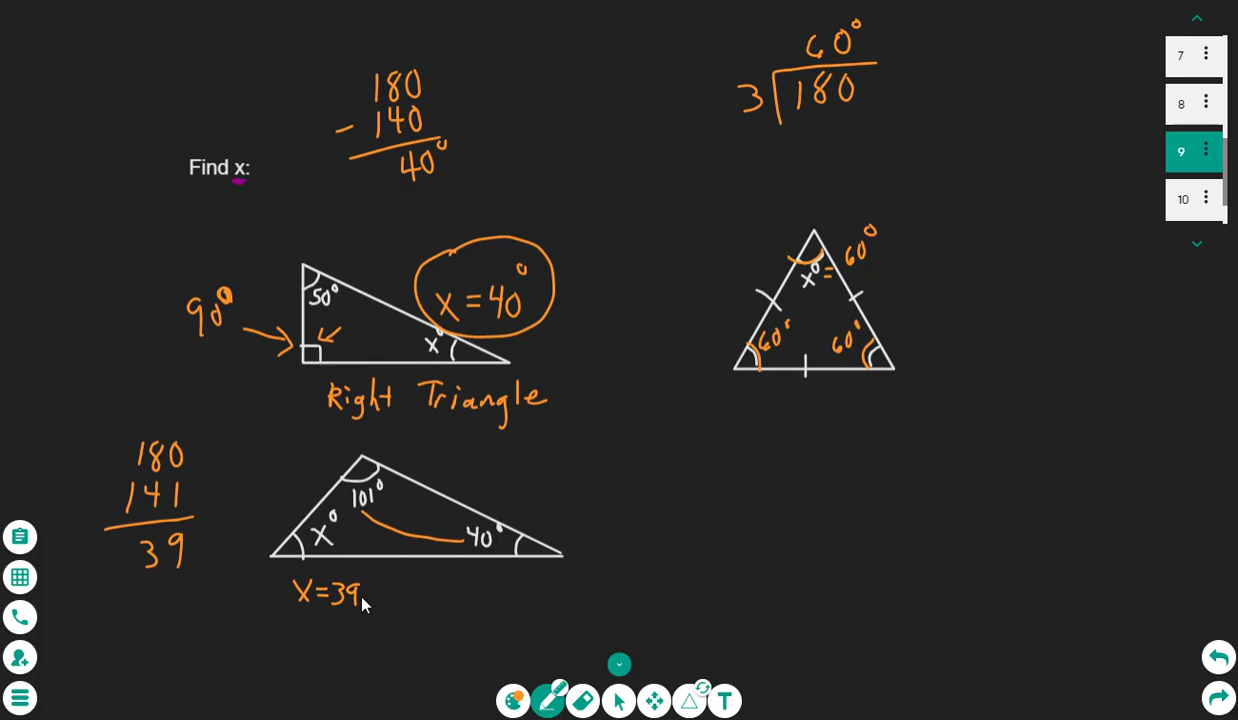 180
- 140
40°
Find x:
60°
3 180
50°
x = 40°
90°
x°
Right Triangle
x° = 60°
60°
60°
180
141
39
101°
x°
40°
x = 39
7
8
9
10
T